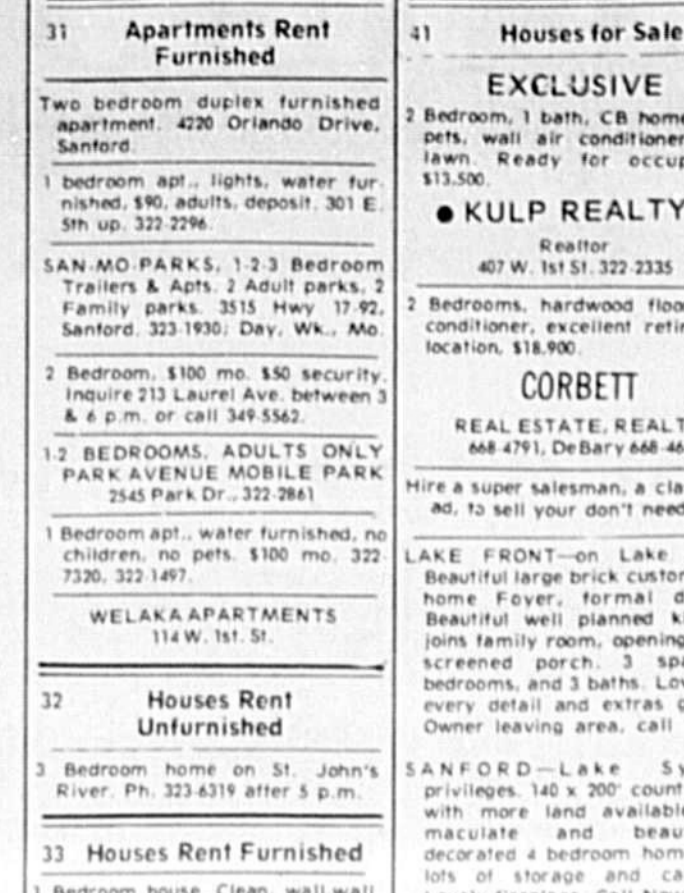 31 Apartments Rent
Furnished
Two bedroom duplex furnished
apartment. 4220 Orlando Drive,
Sanford.
1 bedroom apt., lights, water fur-
nished, $90, adults, deposit. 301 E.
5th up. 322-2296.
SAN-MO-PARKS, 1-2-3 Bedroom
Trailers & Apts. 2 Adult parks, 2
Family parks. 3515 Hwy 17-92,
Sanford. 323-1930; Day, Wk., Mo.
2 Bedroom, $100 mo. $50 security.
Inquire 213 Laurel Ave. between 3
& 6 p.m. or call 349-5562.
1-2 BEDROOMS, ADULTS ONLY
PARK AVENUE MOBILE PARK
2545 Park Dr., 322-2861
1 Bedroom apt., water furnished, no
children, no pets. $100 mo. 322-
7320, 322-1497.
WELAKA APARTMENTS
114 W. 1st. St.
32 Houses Rent
Unfurnished
3 Bedroom home on St. John's
River. Ph. 323-6319 after 5 p.m.
33 Houses Rent Furnished
1 Bedroom house. Clean, wall wall
41 Houses for Sale
EXCLUSIVE
2 Bedroom, 1 bath, CB home
pets, wall air conditioner
lawn. Ready for occup
$13,500.
● KULP REALTY
Realtor
407 W. 1st St. 322-2335
2 Bedrooms, hardwood floor
conditioner, excellent retir
location, $18,900.
CORBETT
REAL ESTATE, REALT
668-4791, DeBary 668-46
Hire a super salesman, a cla
ad, to sell your don't need
LAKE FRONT—on Lake
Beautiful large brick custom
home Foyer, formal d
Beautiful well planned k
joins family room, opening
screened porch. 3 spa
bedrooms, and 3 baths. Lov
every detail and extras g
Owner leaving area, call
SANFORD—Lake Sy
privileges. 140 x 200' count
with more land available
maculate and beau
decorated 4 bedroom hom
lots of storage and ca